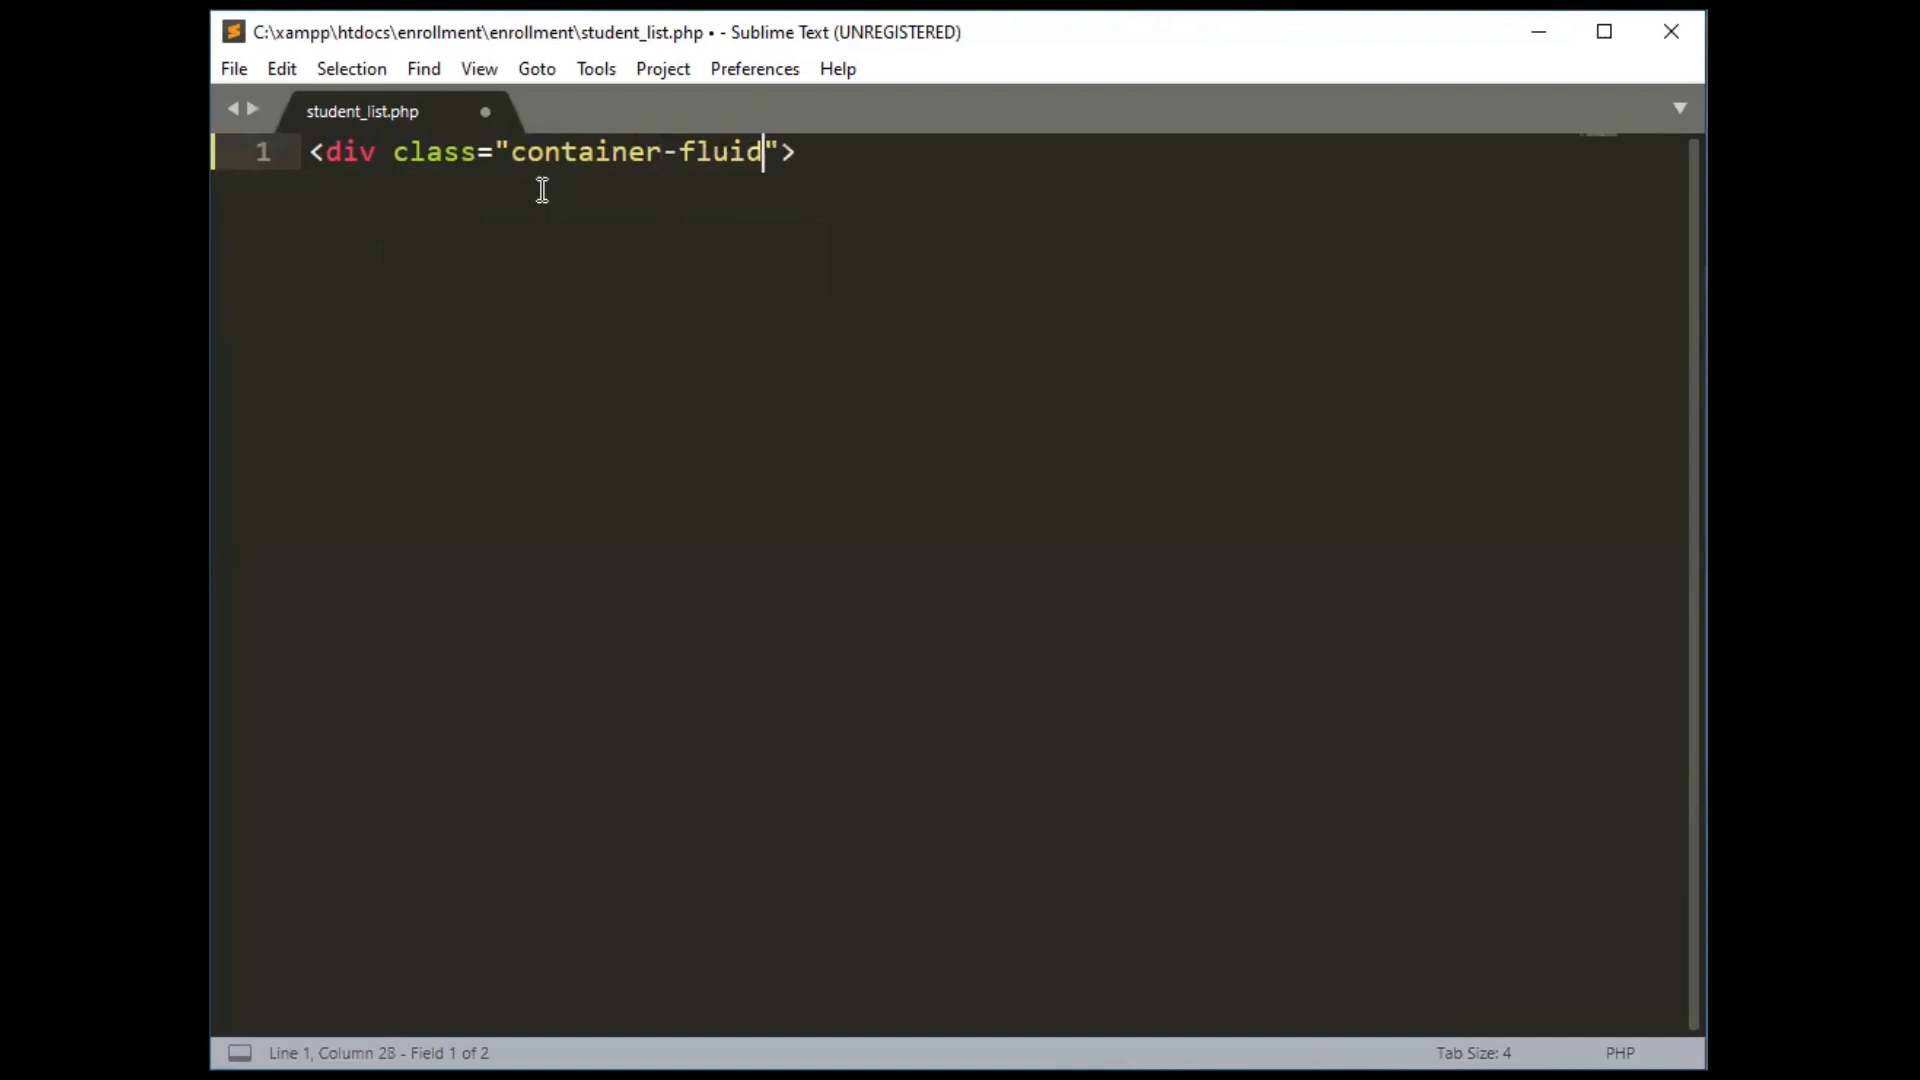 C:\xampp\htdocs\enrollment\enrollment\student_list.php • - Sublime Text (UNREGISTERED)
File Edit Selection Find View Goto Tools Project Preferences Help
student_list.php
1 <div class="container-fluid">
Line 1, Column 28 - Field 1 of 2 Tab Size: 4 PHP